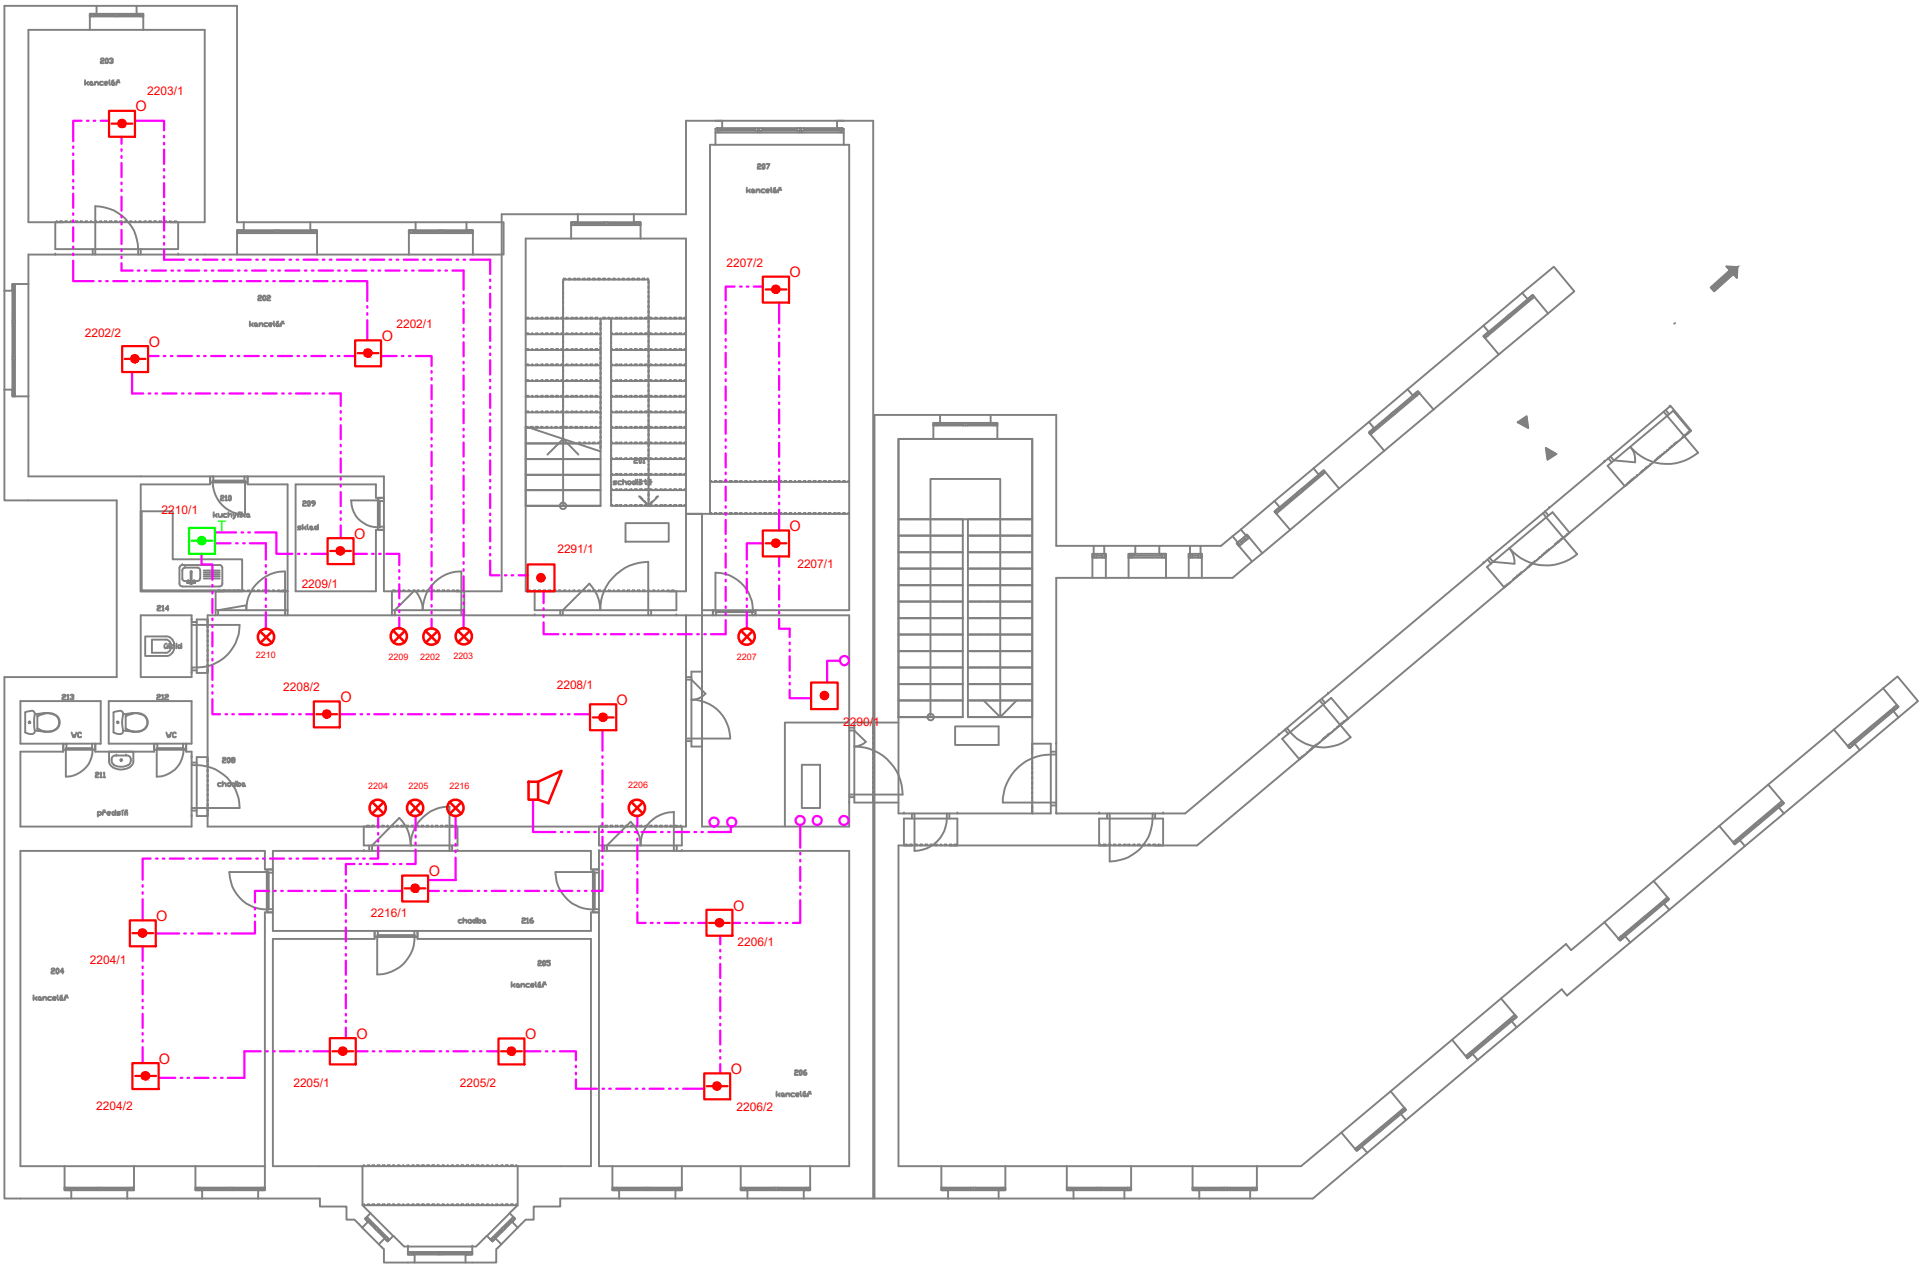 203
kancelář
2203/1
O
207
kancelář
2207/2
O
202
kancelář
2202/2
O
2202/1
O
201
schodiště
210
kuchyňka
2210/1
T
209
sklad
O
2209/1
2291/1
O
2207/1
214
úklid
2210
2209
2202
2203
2207
213
WC
212
WC
2208/2
O
2208/1
O
2290/1
211
předsíň
208
chodba
2204
2205
2216
2206
O
2216/1
chodba
216
O
2204/1
O
2206/1
204
kancelář
205
kancelář
O
2204/2
O
2205/1
O
2205/2
O
2206/2
206
kancelář